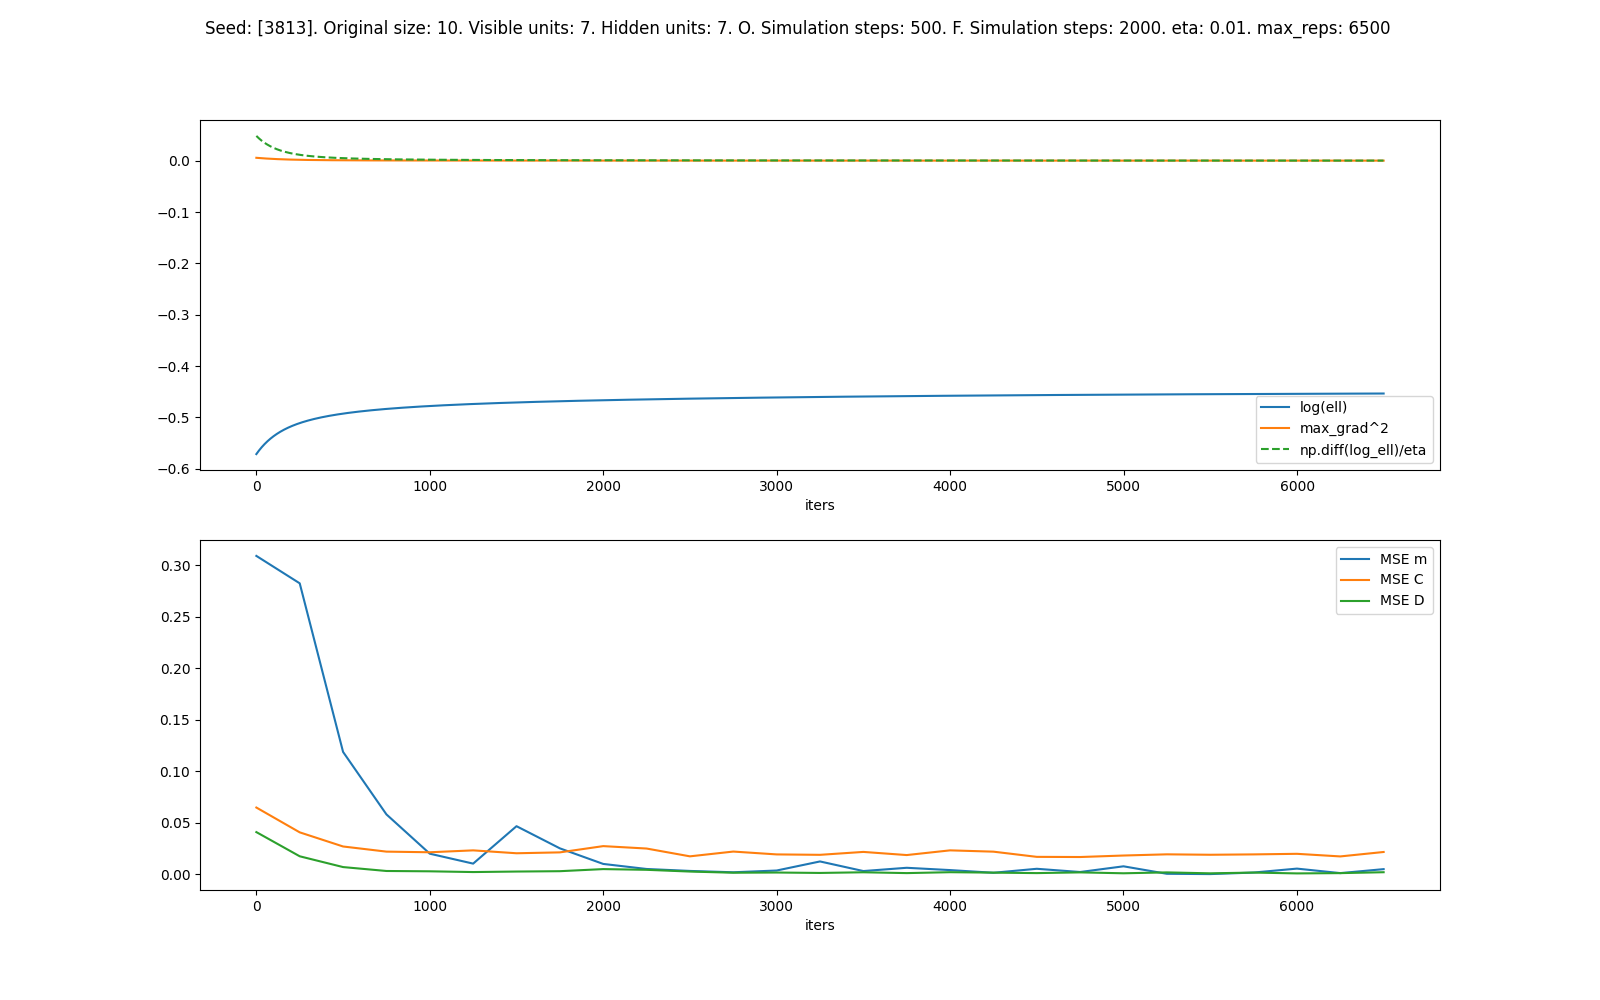 Seed: [3813]. Original size: 10. Visible units: 7. Hidden units: 7. O. Simulation steps: 500. F. Simulation steps: 2000. eta: 0.01. max_reps: 6500
0.0
−0.1
−0.2
−0.3
−0.4
−0.5
−0.6
log(ell)
max_grad^2
np.diff(log_ell)/eta
0 1000 2000 3000 4000 5000 6000
iters
0.30
0.25
0.20
0.15
0.10
0.05
0.00
MSE m
MSE C
MSE D
0 1000 2000 3000 4000 5000 6000
iters